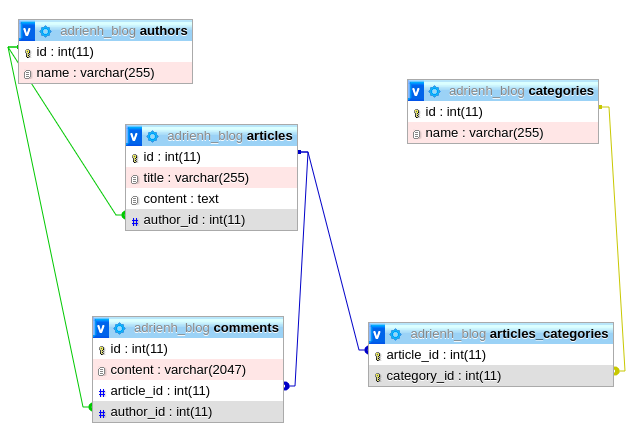 v adrienh_blog authors
id : int(11)
name : varchar(255)
v adrienh_blog categories
id : int(11)
name : varchar(255)
v adrienh_blog articles
id : int(11)
title : varchar(255)
content : text
# author_id : int(11)
v adrienh_blog comments
id : int(11)
content : varchar(2047)
# article_id : int(11)
# author_id : int(11)
v adrienh_blog articles_categories
article_id : int(11)
category_id : int(11)